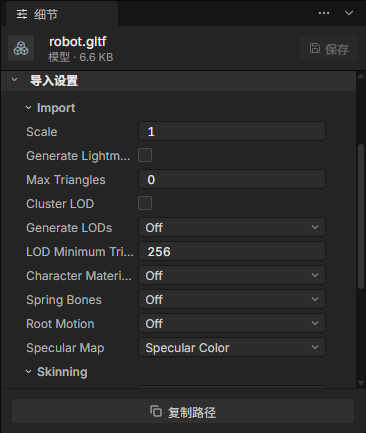 细节
robot.gltf
模型 · 6.6 KB
保存
导入设置
Import
Scale 1
Generate Lightm...
Max Triangles 0
Cluster LOD
Generate LODs Off
LOD Minimum Tri... 256
Character Materi... Off
Spring Bones Off
Root Motion Off
Specular Map Specular Color
Skinning
复制路径